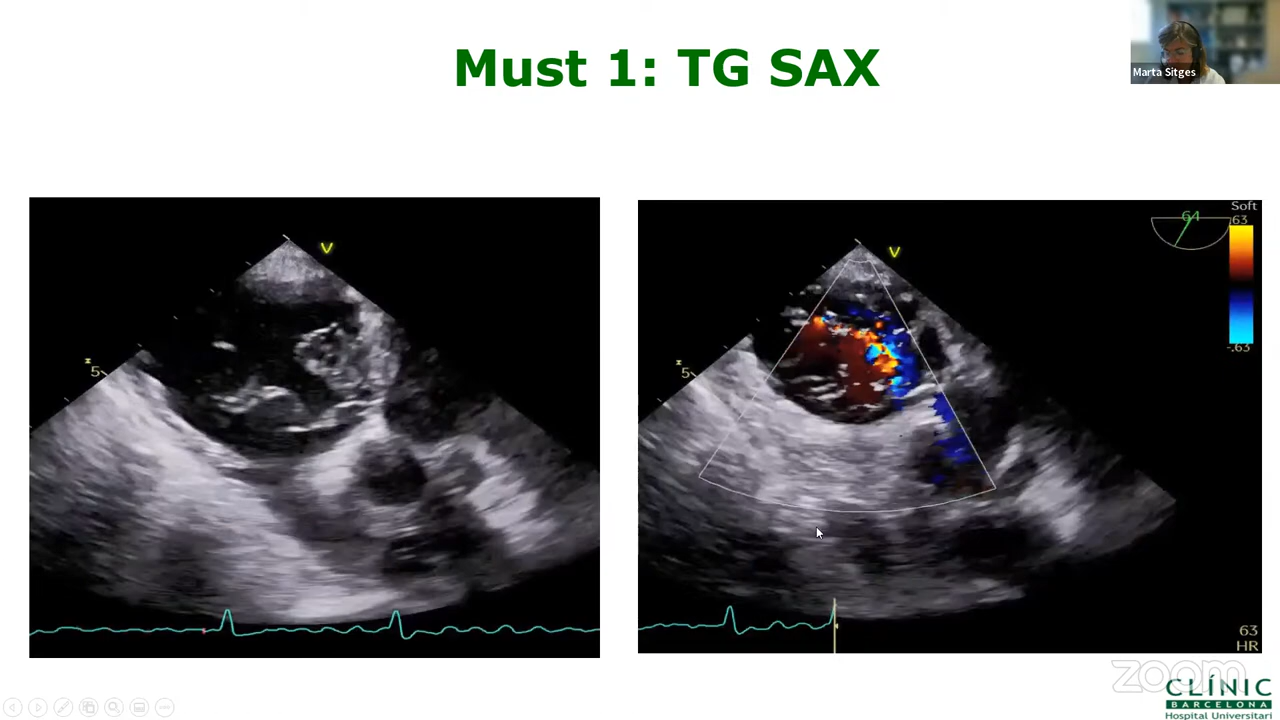 Must 1: TG SAX
Marta Sitges
V
5
V
5
64
Soft
.63
-.63
63
HR
zoom
CLÍNIC
BARCELONA
Hospital Universitari